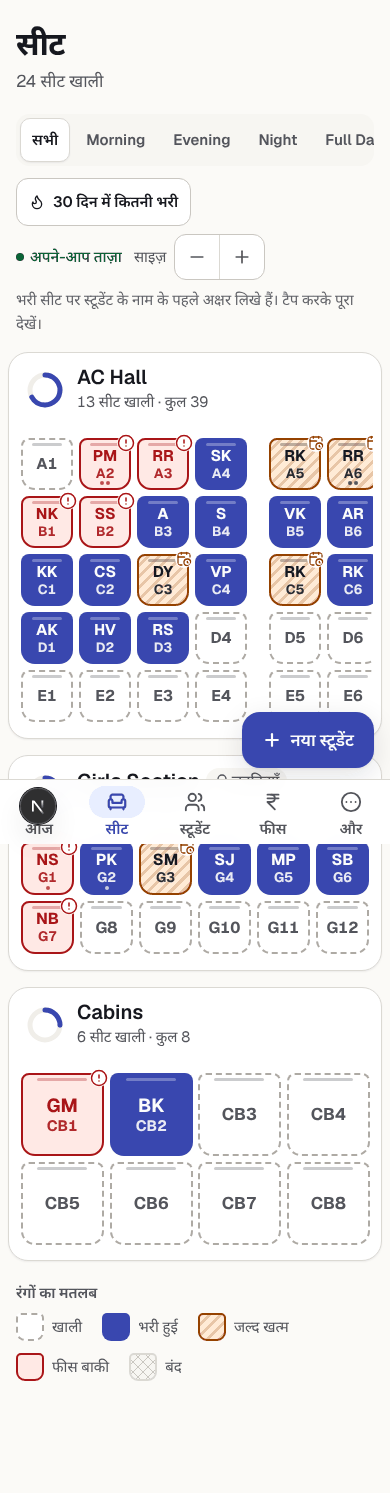 सीट
24 सीट खाली
सभी Morning Evening Night Full Da
30 दिन में कितनी भरी
अपने-आप ताज़ा साइज़ − +
भरी सीट पर स्टूडेंट के नाम के पहले अक्षर लिखे हैं। टैप करके पूरा
देखें।
AC Hall
13 सीट खाली · कुल 39
A1 PM RR SK RK RR
A2 A3 A4 A5 A6
NK SS A S VK AR
B1 B2 B3 B4 B5 B6
KK CS DY VP RK RK
C1 C2 C3 C4 C5 C6
AK HV RS D4 D5 D6
D1 D2 D3
E1 E2 E3 E4 E5 E6
+ नया स्टूडेंट
N
आज सीट स्टूडेंट फीस और
NS PK SM SJ MP SB
G1 G2 G3 G4 G5 G6
NB G8 G9 G10 G11 G12
G7
Cabins
6 सीट खाली · कुल 8
GM BK CB3 CB4
CB1 CB2
CB5 CB6 CB7 CB8
रंगों का मतलब
खाली भरी हुई जल्द खत्म
फीस बाकी बंद